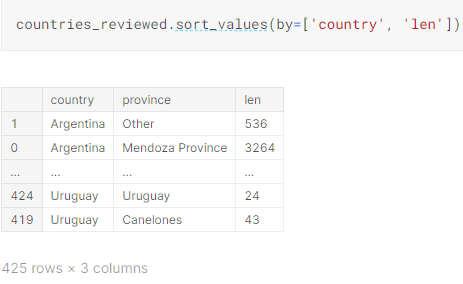 countries_reviewed.sort_values(by=['country', 'len'])
country province len
1 Argentina Other 536
0 Argentina Mendoza Province 3264
... ... ... ...
424 Uruguay Uruguay 24
419 Uruguay Canelones 43
425 rows × 3 columns